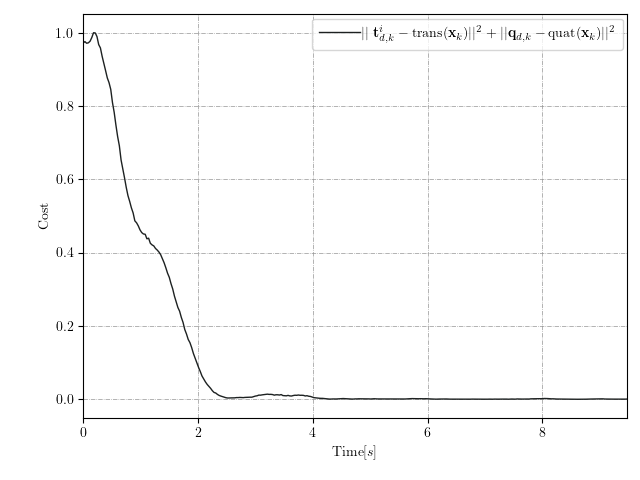 || t^i_{d,k} − trans(x_k)||^2 + ||q_{d,k} − quat(x_k)||^2
1.0
0.8
0.6
0.4
0.2
0.0
Cost
0 2 4 6 8
Time[s]